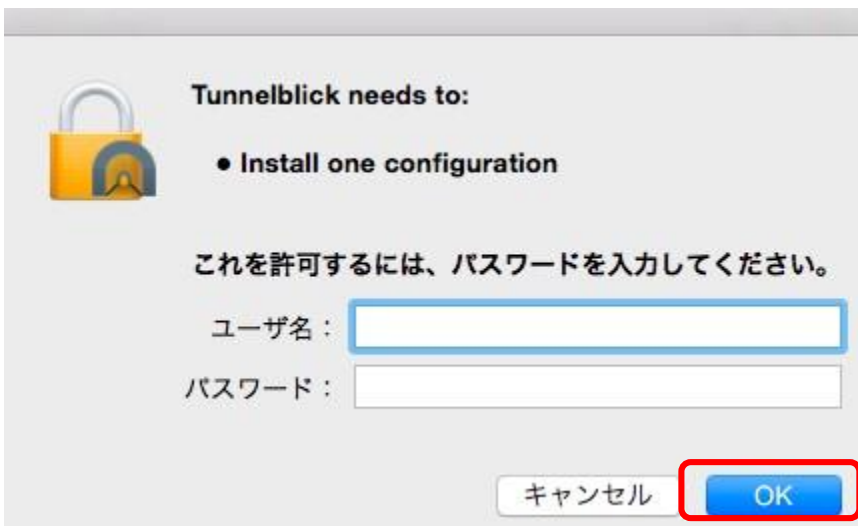 Tunnelblick needs to:
● Install one configuration
これを許可するには、パスワードを入力してください。
ユーザ名：
パスワード：
キャンセル OK